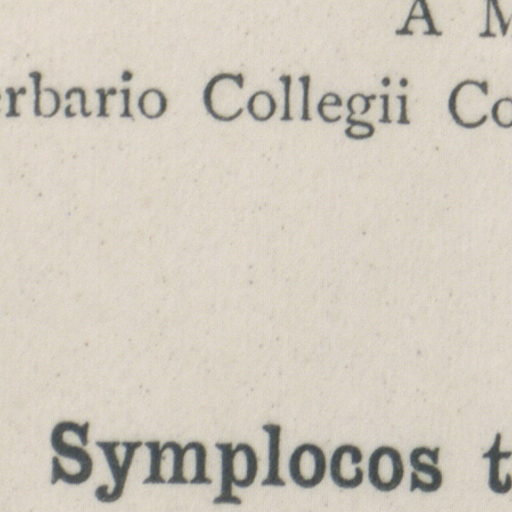 A M
erbario Collegii Co
Symplocos t